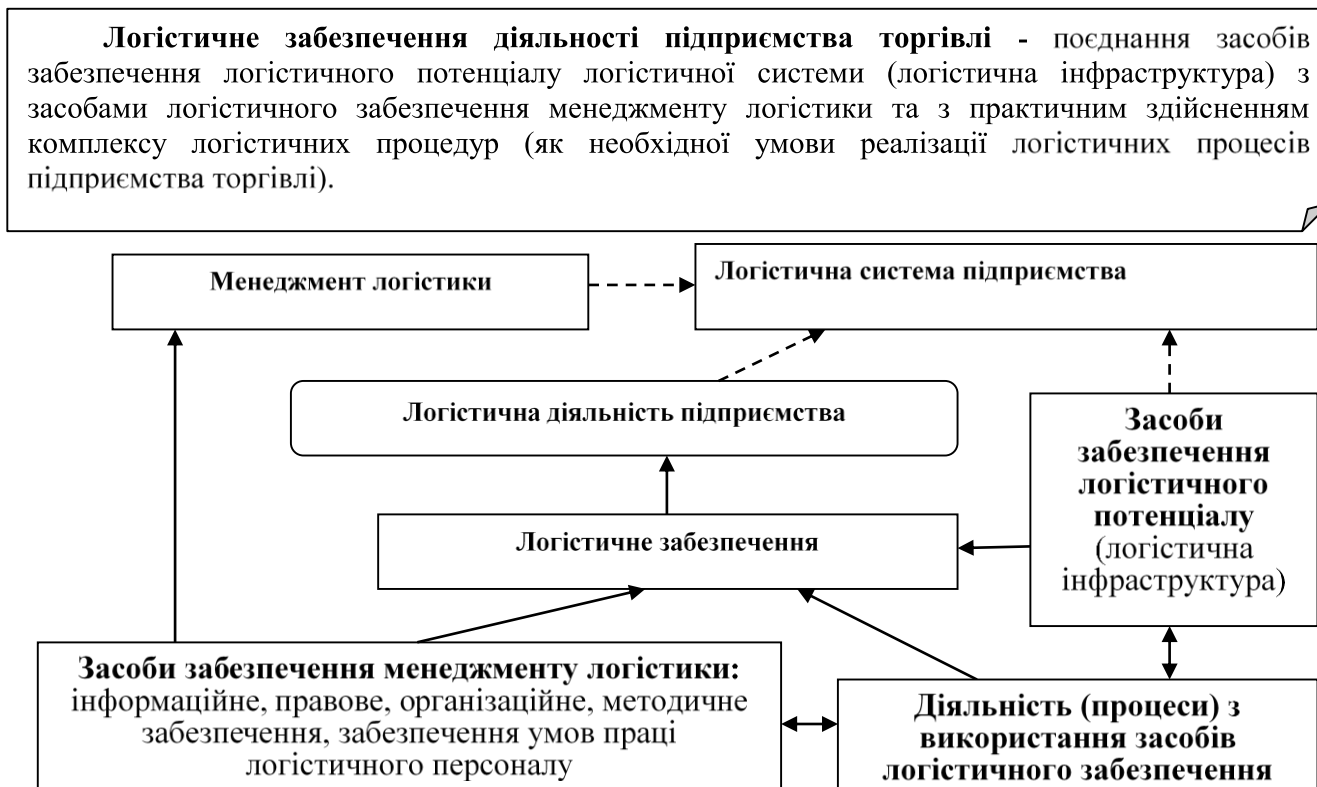 Логістичне забезпечення діяльності підприємства торгівлі - поєднання засобів
забезпечення логістичного потенціалу логістичної системи (логістична інфраструктура) з
засобами логістичного забезпечення менеджменту логістики та з практичним здійсненням
комплексу логістичних процедур (як необхідної умови реалізації логістичних процесів
підприємства торгівлі).
Менеджмент логістики
Логістична система підприємства
Логістична діяльність підприємства
Засоби
забезпечення
логістичного
потенціалу
(логістична
інфраструктура)
Логістичне забезпечення
Засоби забезпечення менеджменту логістики:
інформаційне, правове, організаційне, методичне
забезпечення, забезпечення умов праці
логістичного персоналу
Діяльність (процеси) з
використання засобів
логістичного забезпечення